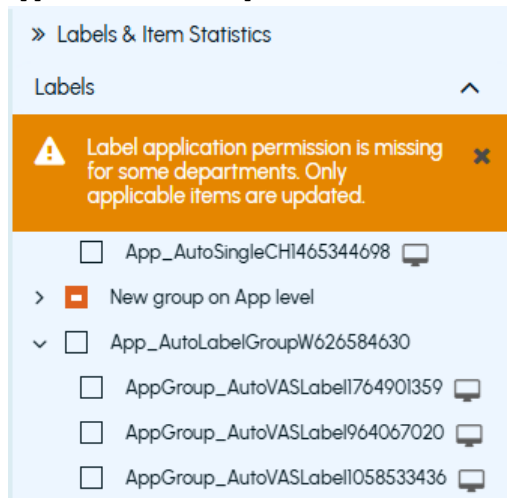 » Labels & Item Statistics
Labels
Label application permission is missing
for some departments. Only
applicable items are updated.
App_AutoSingleCH1465344698
New group on App level
App_AutoLabelGroupW626584630
AppGroup_AutoVASLabel1764901359
AppGroup_AutoVASLabel964067020
AppGroup_AutoVASLabel1058533436